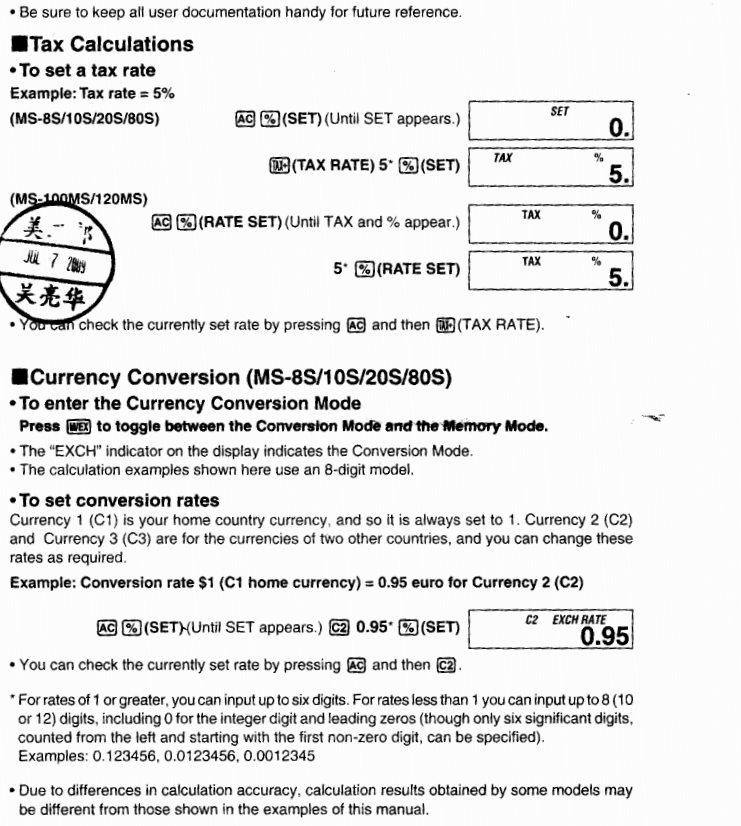 • Be sure to keep all user documentation handy for future reference.
■Tax Calculations
• To set a tax rate
Example: Tax rate = 5%
(MS-8S/10S/20S/80S) AC %(SET) (Until SET appears.) SET 0.
TAX+(TAX RATE) 5* %(SET) TAX % 5.
(MS-100MS/120MS)
AC %(RATE SET) (Until TAX and % appear.) TAX % 0.
JUL 7 2009
5* %(RATE SET) TAX % 5.
吴亮华
• You can check the currently set rate by pressing AC and then TAX+(TAX RATE).
■Currency Conversion (MS-8S/10S/20S/80S)
• To enter the Currency Conversion Mode
Press M/EX to toggle between the Conversion Mode and the Memory Mode.
• The "EXCH" indicator on the display indicates the Conversion Mode.
• The calculation examples shown here use an 8-digit model.
• To set conversion rates
Currency 1 (C1) is your home country currency, and so it is always set to 1. Currency 2 (C2)
and Currency 3 (C3) are for the currencies of two other countries, and you can change these
rates as required.
Example: Conversion rate $1 (C1 home currency) = 0.95 euro for Currency 2 (C2)
AC %(SET) (Until SET appears.) C2 0.95* %(SET) C2 EXCH RATE 0.95
• You can check the currently set rate by pressing AC and then C2.
* For rates of 1 or greater, you can input up to six digits. For rates less than 1 you can input up to 8 (10
or 12) digits, including 0 for the integer digit and leading zeros (though only six significant digits,
counted from the left and starting with the first non-zero digit, can be specified).
Examples: 0.123456, 0.0123456, 0.0012345
• Due to differences in calculation accuracy, calculation results obtained by some models may
be different from those shown in the examples of this manual.